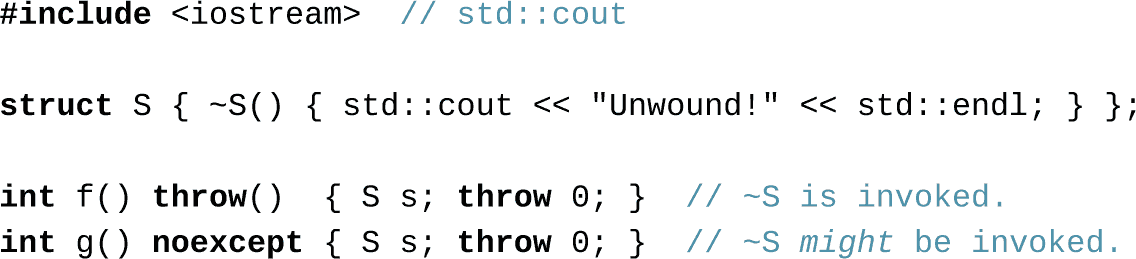 #include <iostream>  // std::cout
struct S { ~S() { std::cout << "Unwound!" << std::endl; } };
int f() throw()  { S s; throw 0; }  // ~S is invoked.
int g() noexcept { S s; throw 0; }  // ~S might be invoked.